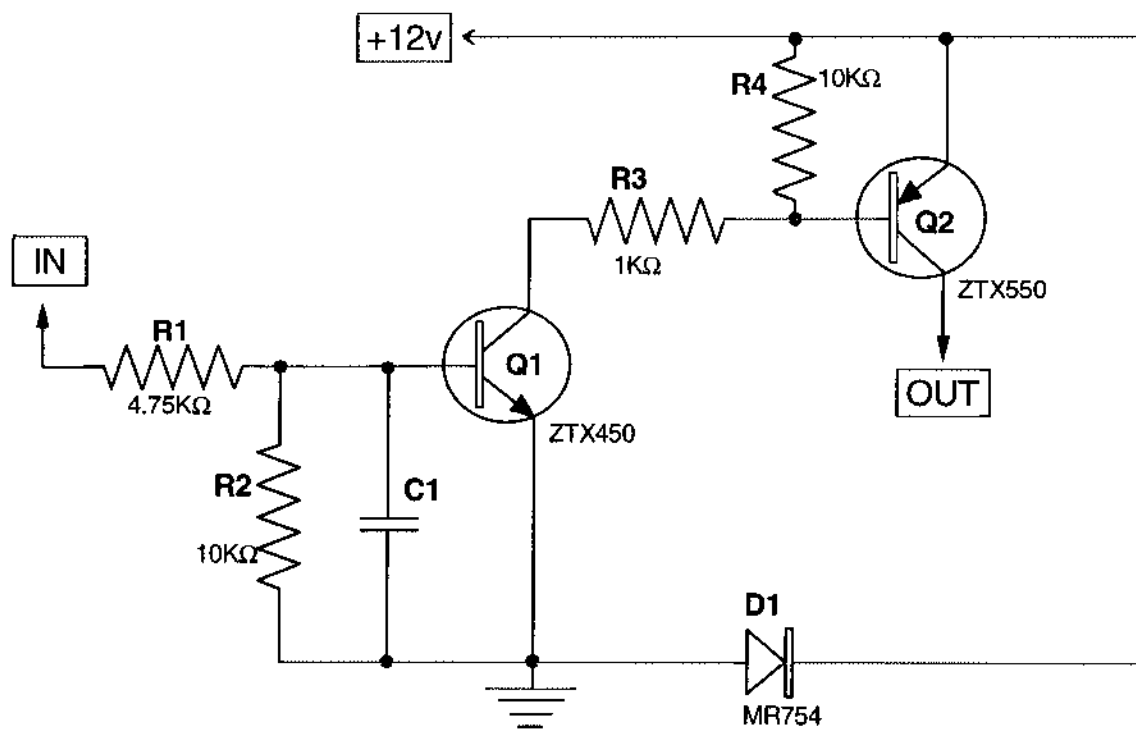 +12v
R4
10KΩ
R3
1KΩ
Q2
ZTX550
OUT
IN
R1
4.75KΩ
Q1
ZTX450
R2
10KΩ
C1
D1
MR754